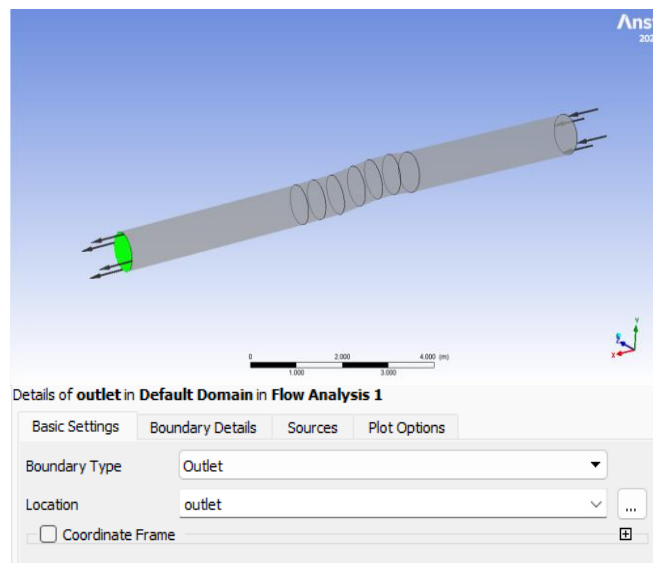 Ans
202
Y
X
0 2.000 4.000 (m)
1.000 3.000
Details of outlet in Default Domain in Flow Analysis 1
Basic Settings Boundary Details Sources Plot Options
Boundary Type Outlet
Location outlet ...
Coordinate Frame